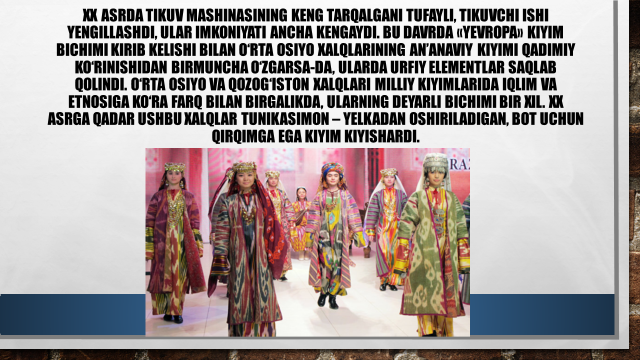 XX ASRDA TIKUV MASHINASINING KENG TARQALGANI TUFAYLI, TIKUVCHI ISHI
YENGILLASHDI, ULAR IMKONIYATI ANCHA KENGAYDI. BU DAVRDA «YEVROPA» KIYIM
BICHIMI KIRIB KELISHI BILAN O‘RTA OSIYO XALQLARINING AN’ANAVIY KIYIMI QADIMIY
KO‘RINISHIDAN BIRMUNCHA O‘ZGARSA-DA, ULARDA URFIY ELEMENTLAR SAQLAB
QOLINDI. O‘RTA OSIYO VA QOZOG‘ISTON XALQLARI MILLIY KIYIMLARIDA IQLIM VA
ETNOSIGA KO‘RA FARQ BILAN BIRGALIKDA, ULARNING DEYARLI BICHIMI BIR XIL. XX
ASRGA QADAR USHBU XALQLAR TUNIKASIMON – YELKADAN OSHIRILADIGAN, BOT UCHUN
QIRQIMGA EGA KIYIM KIYISHARDI.